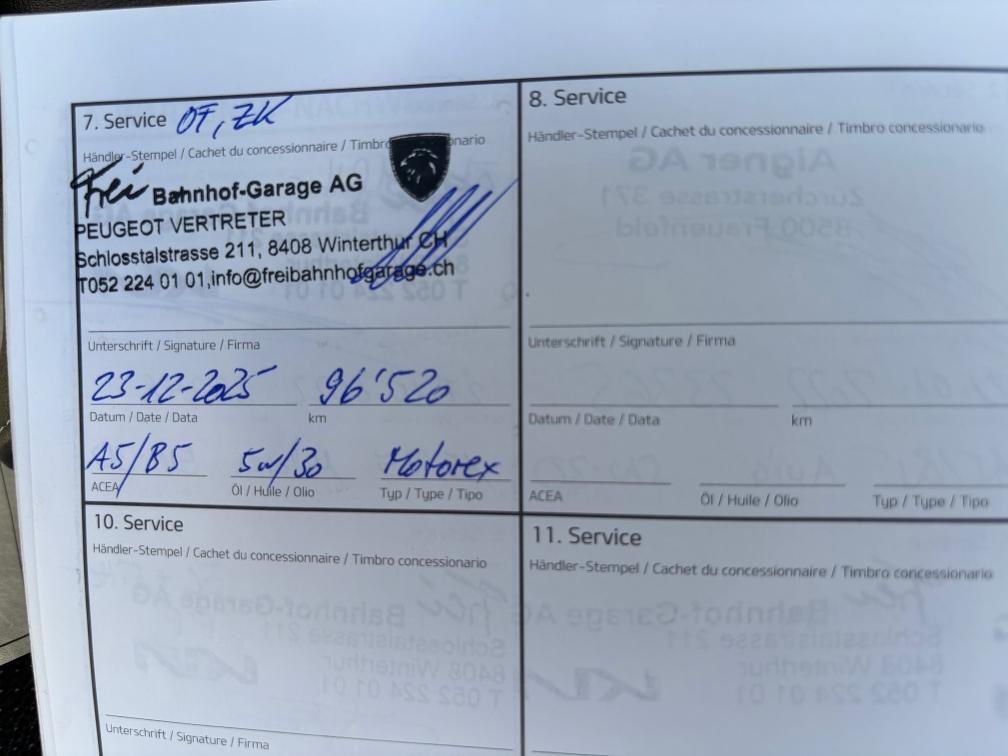 7. Service OF, ZK
Händler-Stempel / Cachet du concessionnaire / Timbro concessionario
Frei Bahnhof-Garage AG
PEUGEOT VERTRETER
Schlosstalstrasse 211, 8408 Winterthur CH
T052 224 01 01,info@freibahnhofgarage.ch
Unterschrift / Signature / Firma
23-12-2025 96'520
Datum / Date / Data km
A5/B5 5W/30 Motorex
ACEA Öl / Huile / Olio Typ / Type / Tipo
8. Service
Händler-Stempel / Cachet du concessionnaire / Timbro concessionario
Unterschrift / Signature / Firma
Datum / Date / Data km
ACEA Öl / Huile / Olio Typ / Type / Tipo
10. Service
Händler-Stempel / Cachet du concessionnaire / Timbro concessionario
Unterschrift / Signature / Firma
11. Service
Händler-Stempel / Cachet du concessionnaire / Timbro concessionario